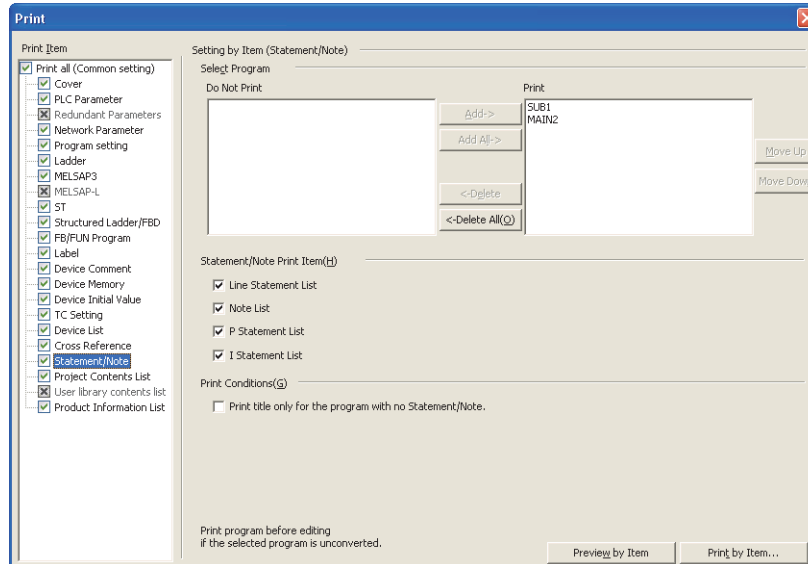 Print
Print Item
Print all (Common setting)
Cover
PLC Parameter
Redundant Parameters
Network Parameter
Program setting
Ladder
MELSAP3
MELSAP-L
ST
Structured Ladder/FBD
FB/FUN Program
Label
Device Comment
Device Memory
Device Initial Value
TC Setting
Device List
Cross Reference
Statement/Note
Project Contents List
User library contents list
Product Information List
Setting by Item (Statement/Note)
Select Program
Do Not Print
Add->
Add All->
<-Delete
<-Delete All(O)
Print
SUB1
MAIN2
Move Up
Move Dow
Statement/Note Print Item(H)
Line Statement List
Note List
P Statement List
I Statement List
Print Conditions(G)
Print title only for the program with no Statement/Note.
Print program before editing
if the selected program is unconverted.
Preview by Item
Print by Item...